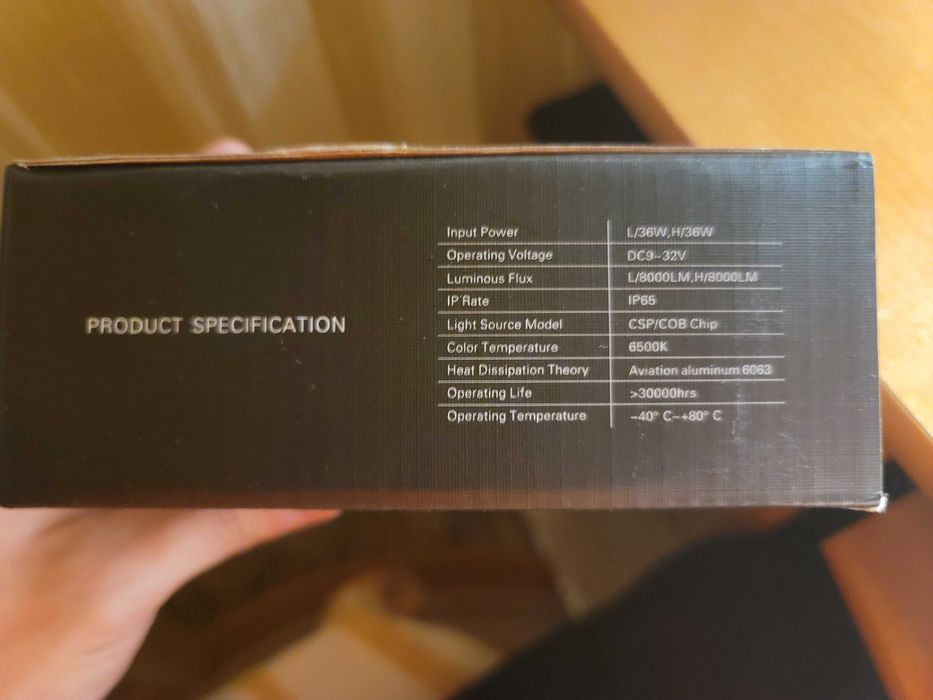 PRODUCT SPECIFICATION
Input Power L/36W,H/36W
Operating Voltage DC9-32V
Luminous Flux L/8000LM,H/8000LM
IP Rate IP65
Light Source Model CSP/COB Chip
Color Temperature 6500K
Heat Dissipation Theory Aviation aluminum 6063
Operating Life >30000hrs
Operating Temperature -40° C~+80° C